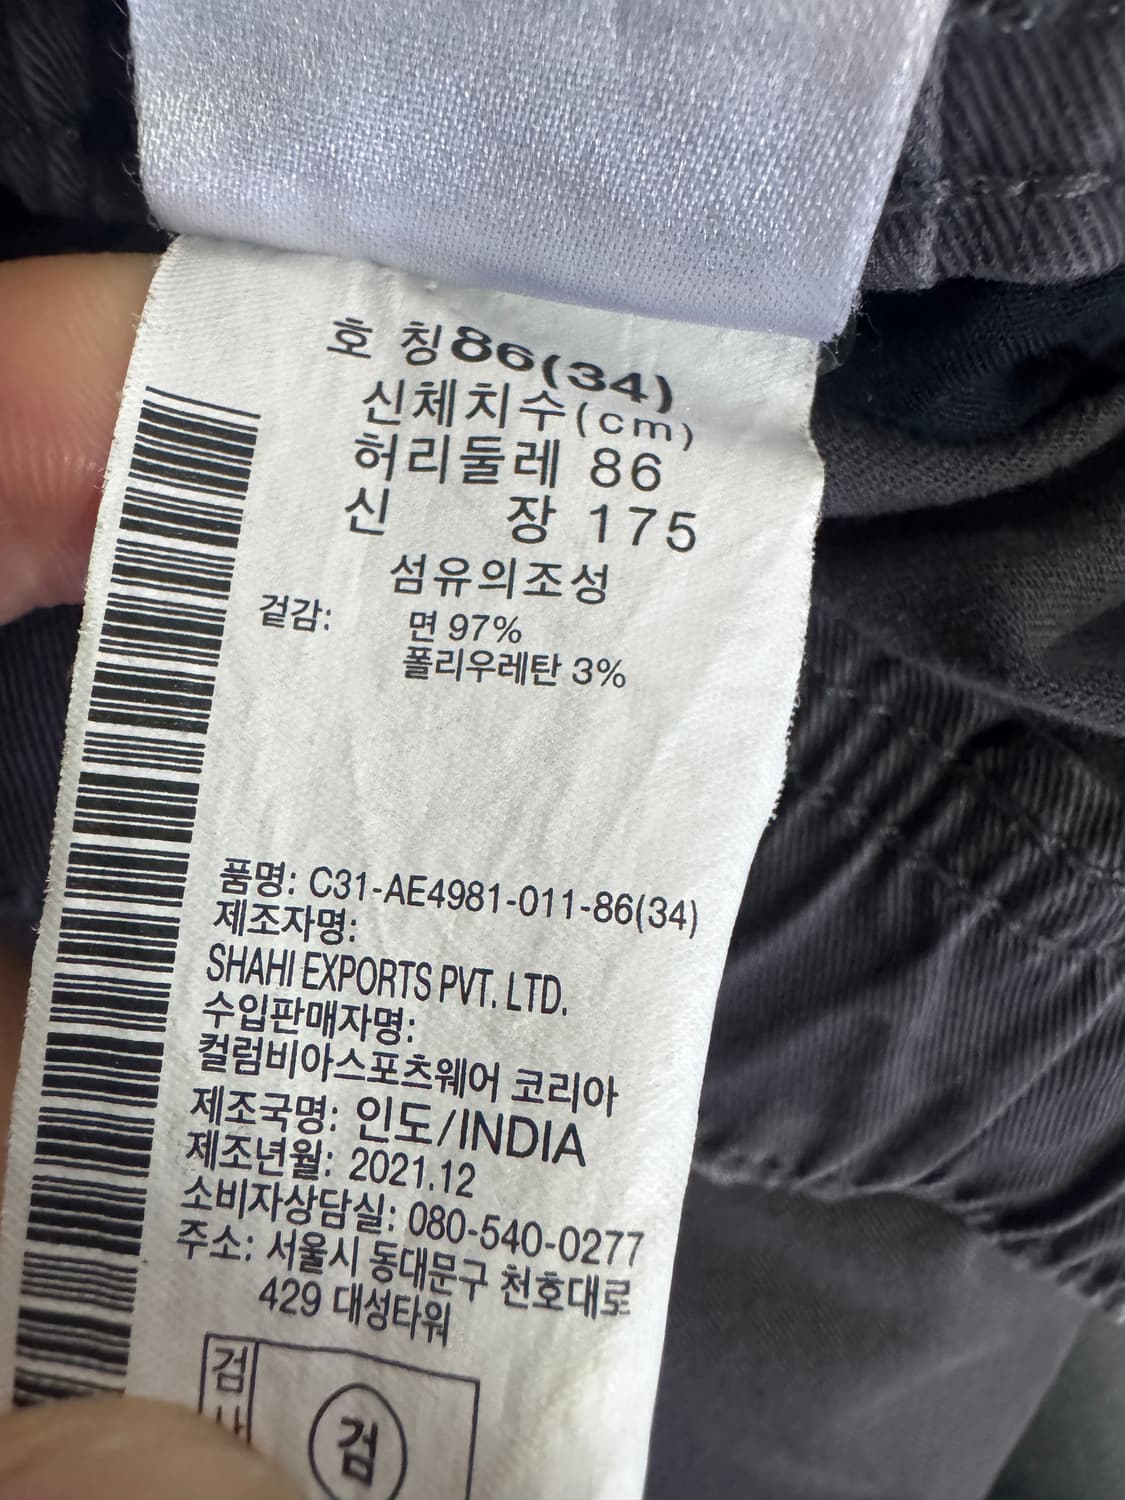 호 칭 86(34)
신체치수(cm)
허리둘레 86
신 장 175
섬유의조성
겉감: 면 97%
폴리우레탄 3%
품명: C31-AE4981-011-86(34)
제조자명:
SHAHI EXPORTS PVT. LTD.
수입판매자명:
컬럼비아스포츠웨어 코리아
제조국명: 인도/INDIA
제조년월: 2021.12
소비자상담실: 080-540-0277
주소: 서울시 동대문구 천호대로
429 대성타워
검
검